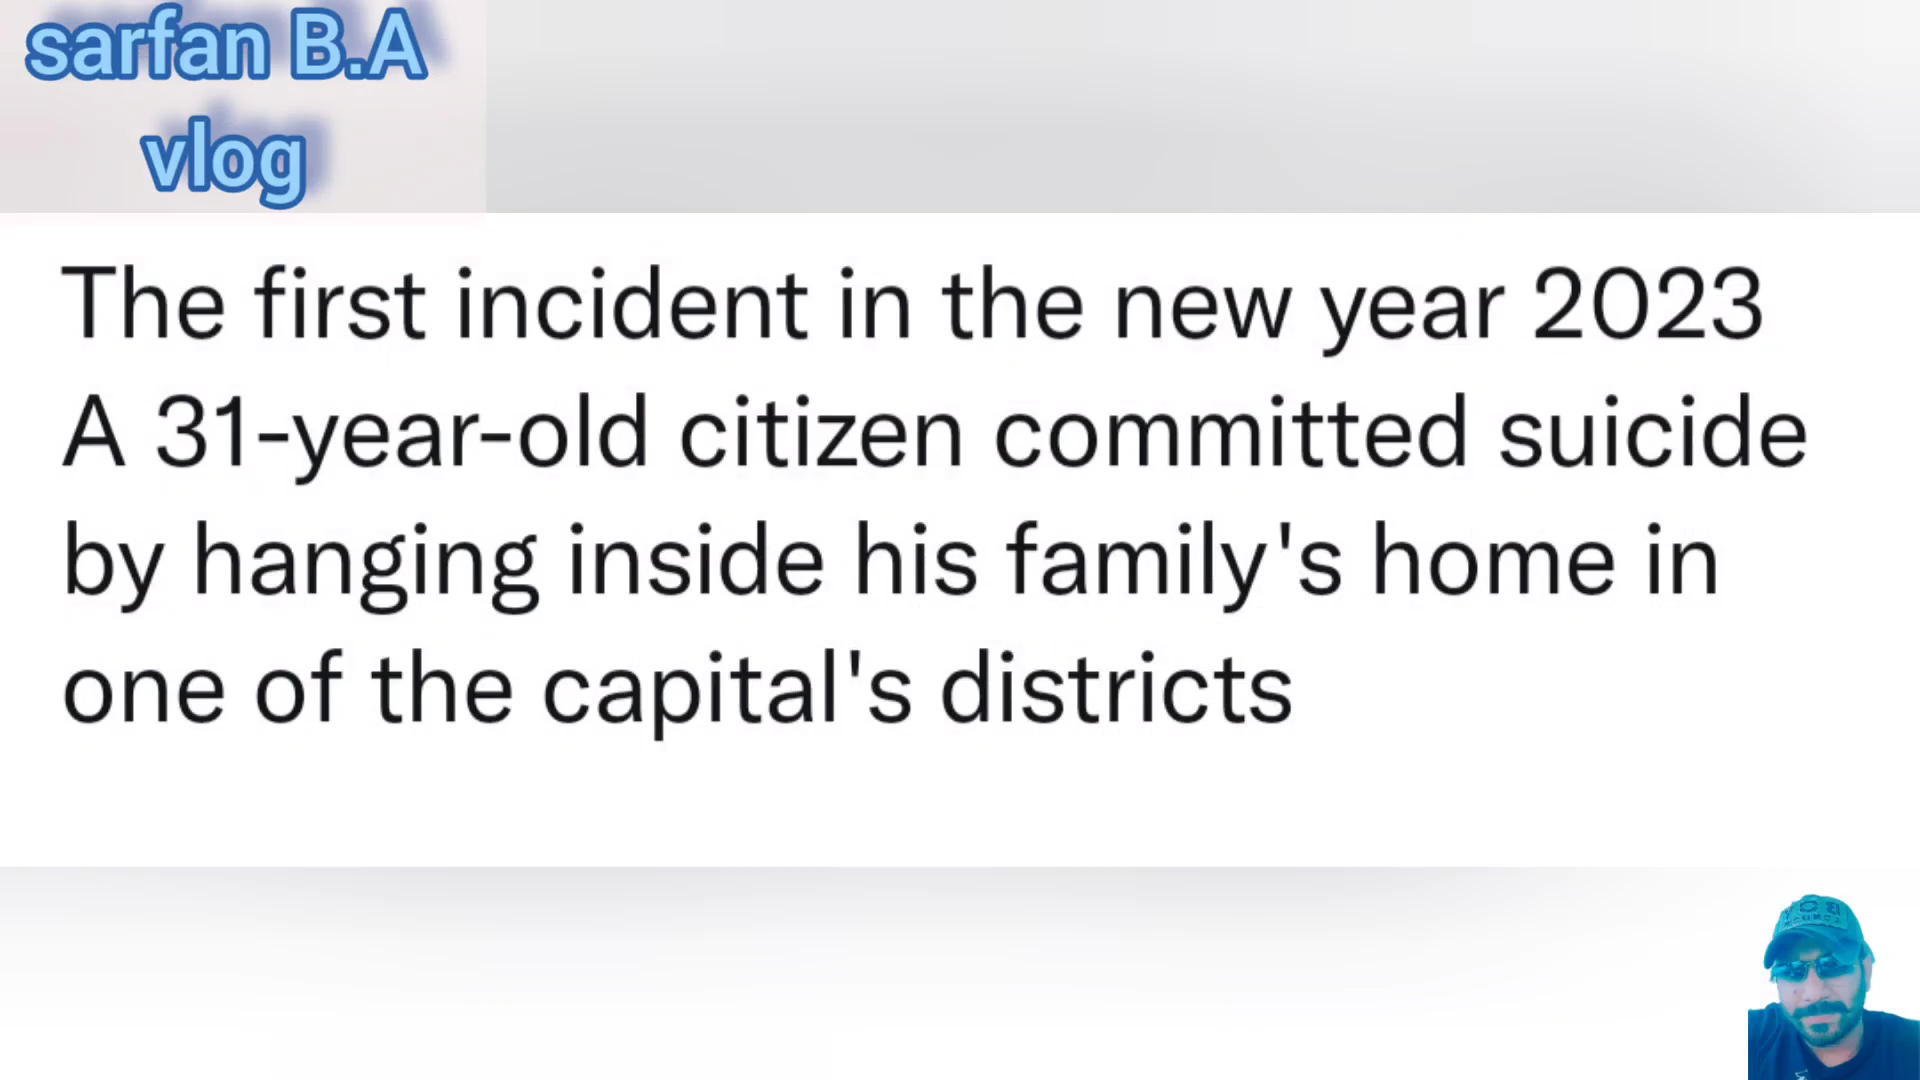 sarfan B.A
vlog
The first incident in the new year 2023
A 31-year-old citizen committed suicide
by hanging inside his family's home in
one of the capital's districts